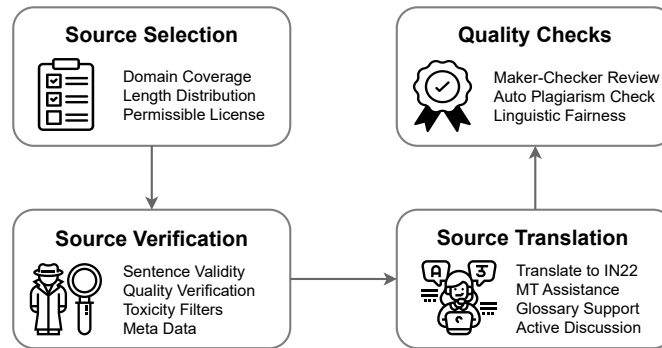 Source Selection
Domain Coverage
Length Distribution
Permissible License
Quality Checks
Maker-Checker Review
Auto Plagiarism Check
Linguistic Fairness
Source Verification
Sentence Validity
Quality Verification
Toxicity Filters
Meta Data
Source Translation
A
Translate to IN22
MT Assistance
Glossary Support
Active Discussion